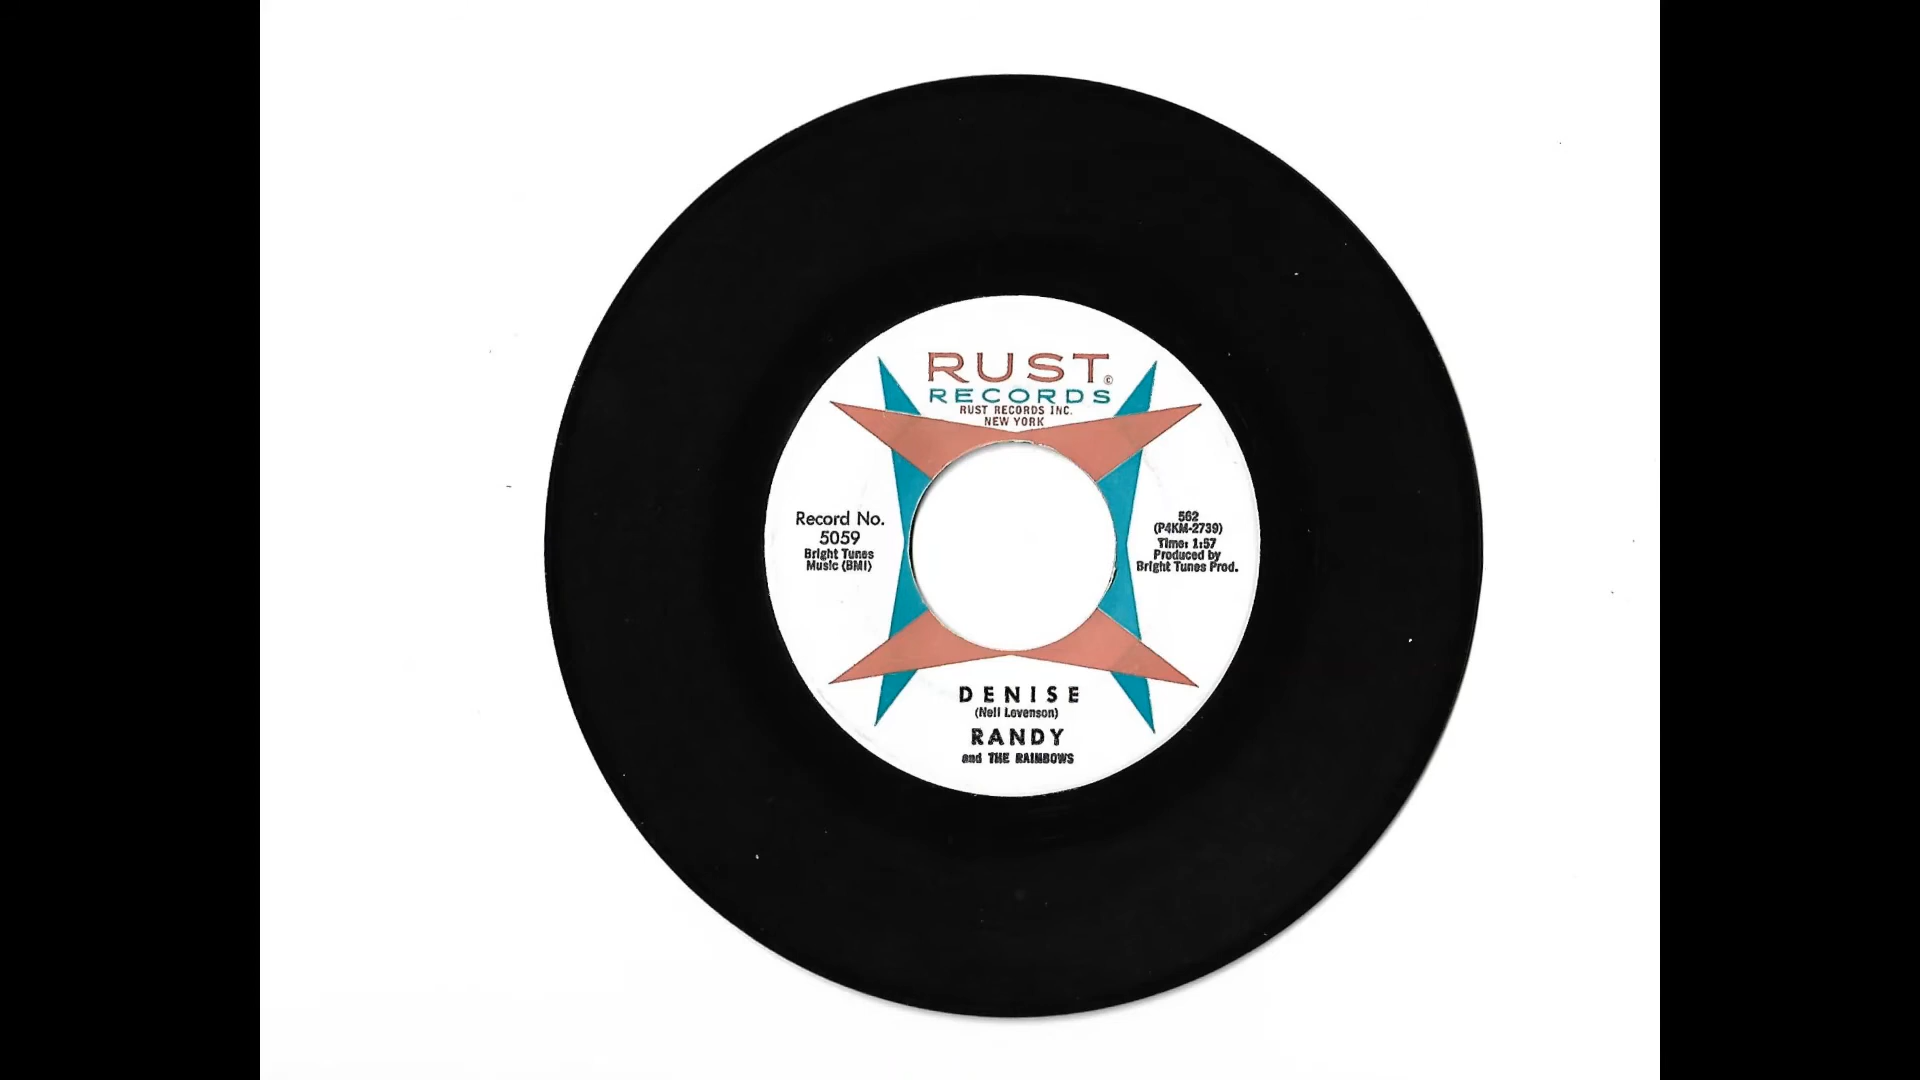 RUST ©
RECORDS
RUST RECORDS INC.
NEW YORK
Record No.
5059
Bright Tunes
Music (BMI)
562
(P4KM-2739)
Time: 1:57
Produced by
Bright Tunes Prod.
DENISE
(Neil Levenson)
RANDY
and THE RAINBOWS